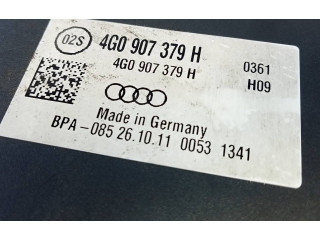 02S 4G0 907 379 H
4G0 907 379 H 0361
H09
Made in Germany
BPA-085 26.10.11 0053 1341